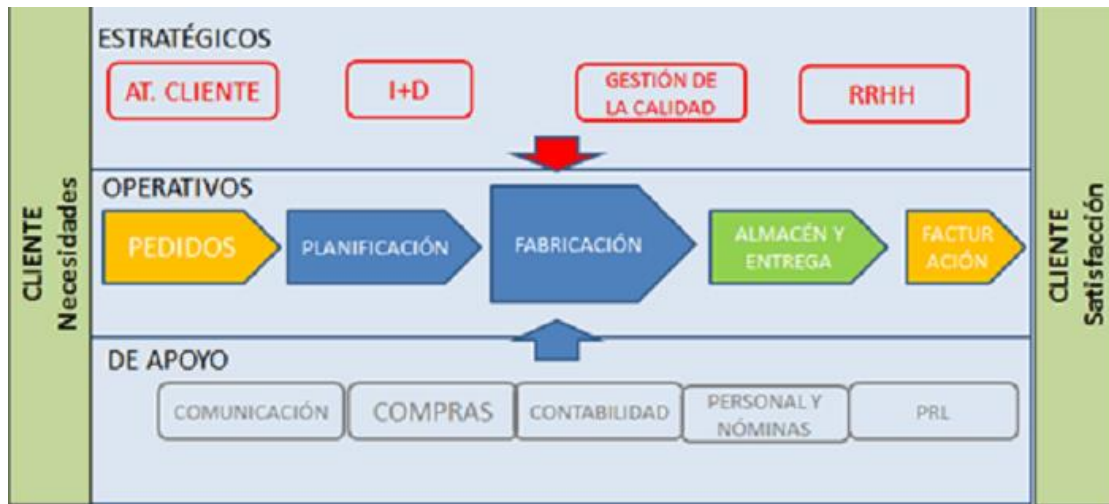 ESTRATÉGICOS
AT. CLIENTE
I+D
GESTIÓN DE
LA CALIDAD
RRHH
CLIENTE
Necesidades
OPERATIVOS
PEDIDOS
PLANIFICACIÓN
FABRICACIÓN
ALMACÉN Y
ENTREGA
FACTUR
ACIÓN
CLIENTE
Satisfacción
DE APOYO
COMUNICACIÓN
COMPRAS
CONTABILIDAD
PERSONAL Y
NÓMINAS
PRL